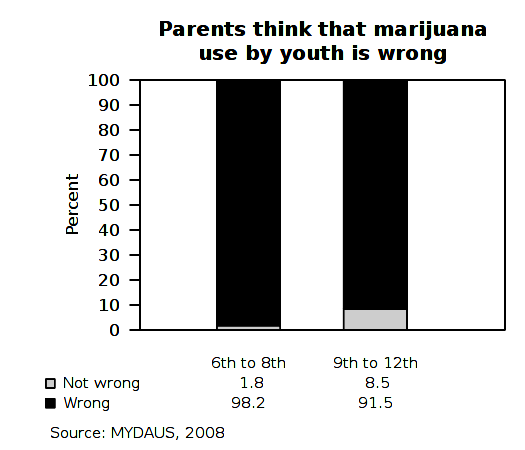 Parents think that marijuana
use by youth is wrong
100
90
80
70
60
50
40
30
20
10
0
Percent
6th to 8th 9th to 12th
Not wrong 1.8 8.5
Wrong 98.2 91.5
Source: MYDAUS, 2008